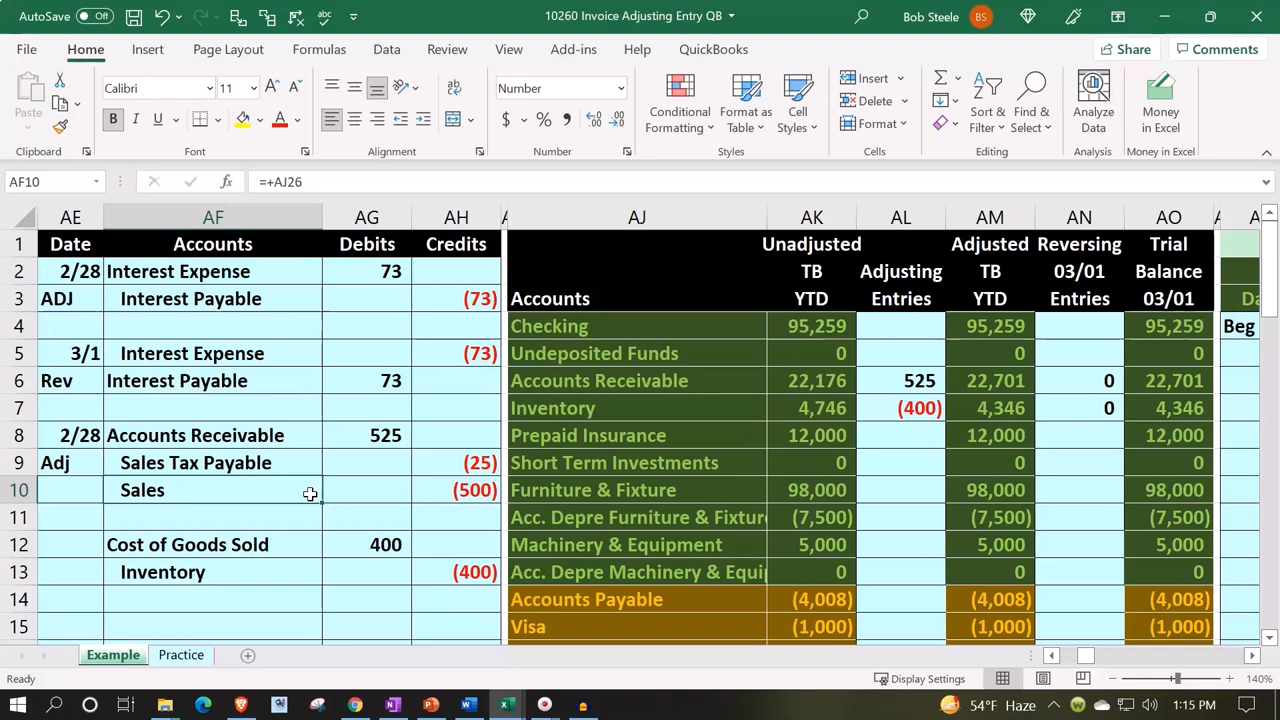 AutoSave Off 10260 Invoice Adjusting Entry QB Bob Steele BS
File Home Insert Page Layout Formulas Data Review View Add-ins Help QuickBooks Share Comments
Paste Calibri 11 Number Conditional Formatting Format as Table Cell Styles Insert Delete Format Sort & Filter Find & Select Analyze Data Money in Excel
Clipboard Font Alignment Number Styles Cells Editing Analysis Money in Excel
AF10 =+AJ26
AE AF AG AH AJ AK AL AM AN AO
1 Date Accounts Debits Credits Unadjusted Adjusted Reversing Trial
2 2/28 Interest Expense 73 TB Adjusting TB 03/01 Balance
3 ADJ Interest Payable (73) Accounts YTD Entries YTD Entries 03/01 Da
4 Checking 95,259 95,259 95,259 Beg
5 3/1 Interest Expense (73) Undeposited Funds 0 0 0
6 Rev Interest Payable 73 Accounts Receivable 22,176 525 22,701 0 22,701
7 Inventory 4,746 (400) 4,346 0 4,346
8 2/28 Accounts Receivable 525 Prepaid Insurance 12,000 12,000 12,000
9 Adj Sales Tax Payable (25) Short Term Investments 0 0 0
10 Sales (500) Furniture & Fixture 98,000 98,000 98,000
11 Acc. Depre Furniture & Fixture (7,500) (7,500) (7,500)
12 Cost of Goods Sold 400 Machinery & Equipment 5,000 5,000 5,000
13 Inventory (400) Acc. Depre Machinery & Equip 0 0 0
14 Accounts Payable (4,008) (4,008) (4,008)
15 Visa (1,000) (1,000) (1,000)
Example Practice
Ready Display Settings 140%
54°F Haze 1:15 PM